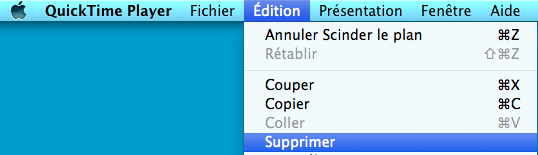 QuickTime Player Fichier Édition Présentation Fenêtre Aide
Annuler Scinder le plan ⌘Z
Rétablir ⇧⌘Z
Couper ⌘X
Copier ⌘C
Coller ⌘V
Supprimer